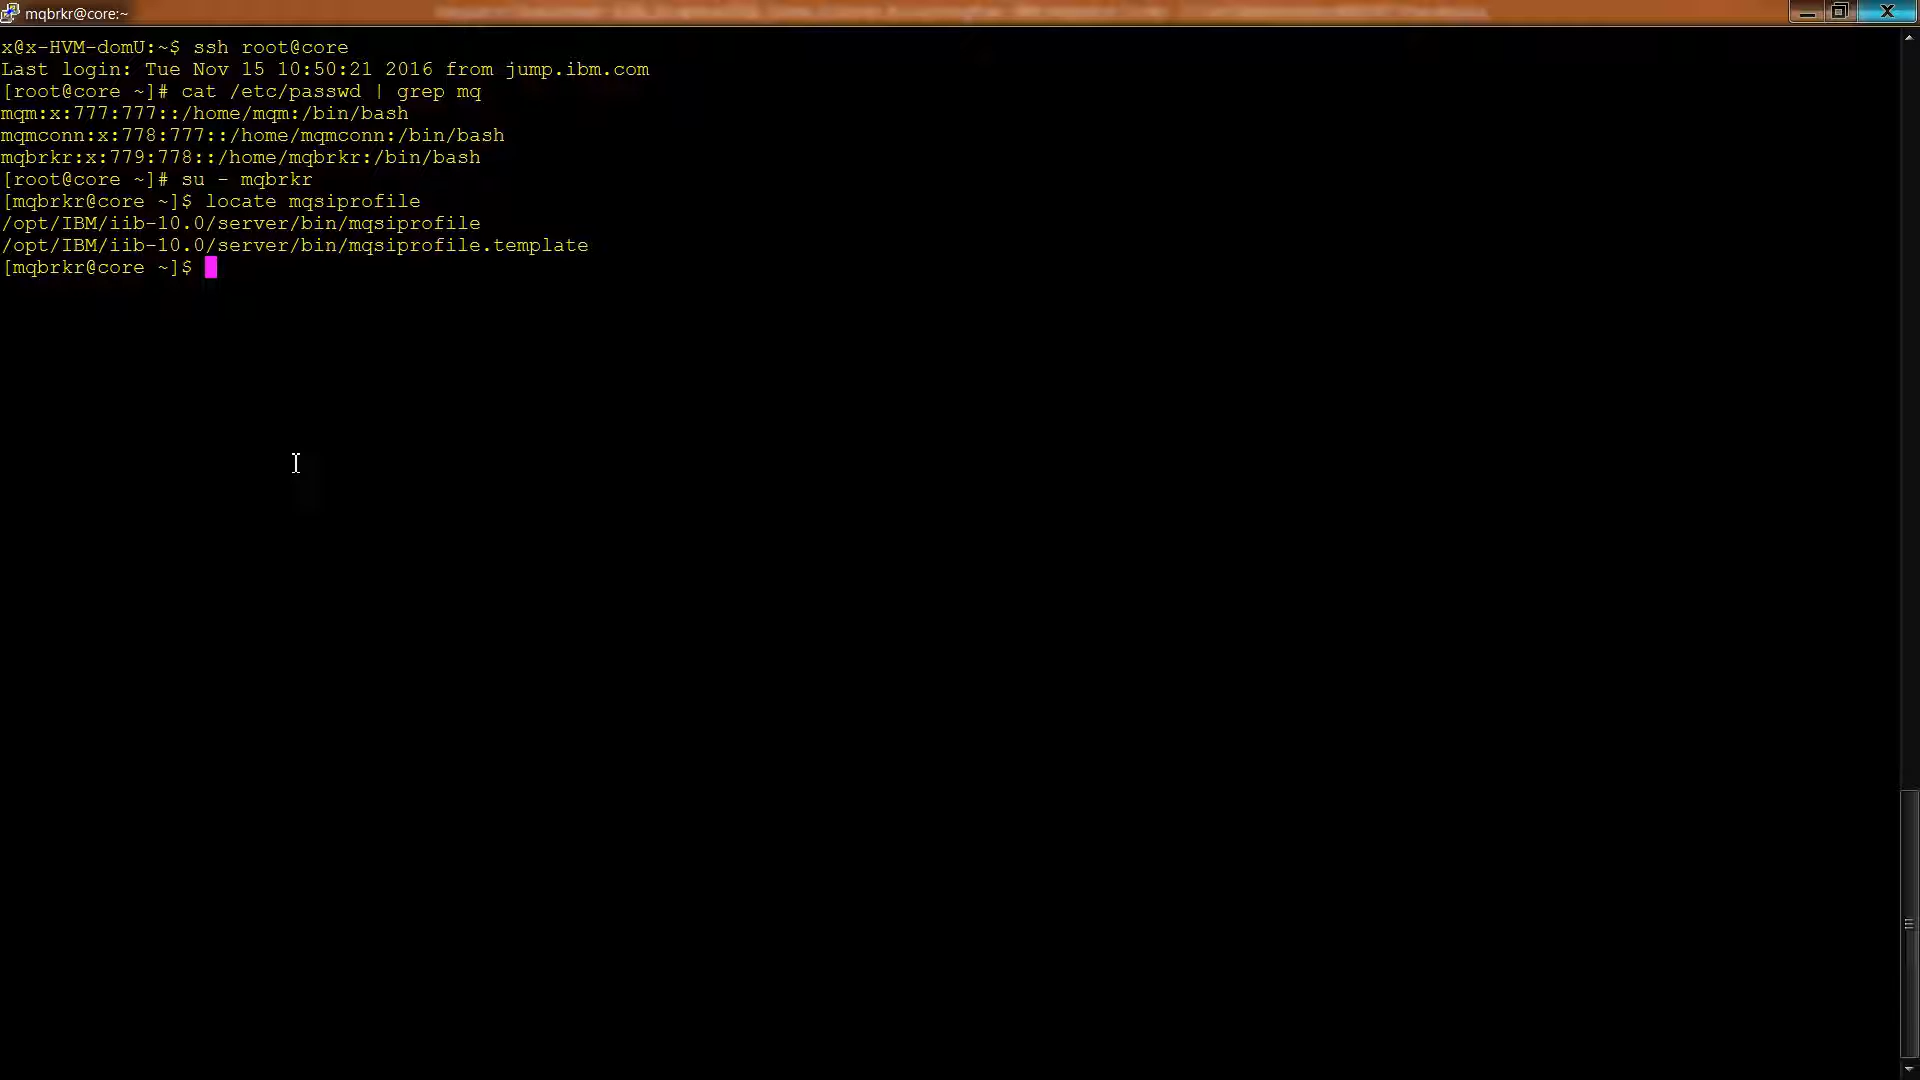 mqbrkr@core:~
x@x-HVM-domU:~$ ssh root@core
Last login: Tue Nov 15 10:50:21 2016 from jump.ibm.com
[root@core ~]# cat /etc/passwd | grep mq
mqm:x:777:777::/home/mqm:/bin/bash
mqmconn:x:778:777::/home/mqmconn:/bin/bash
mqbrkr:x:779:778::/home/mqbrkr:/bin/bash
[root@core ~]# su - mqbrkr
[mqbrkr@core ~]$ locate mqsiprofile
/opt/IBM/iib-10.0/server/bin/mqsiprofile
/opt/IBM/iib-10.0/server/bin/mqsiprofile.template
[mqbrkr@core ~]$